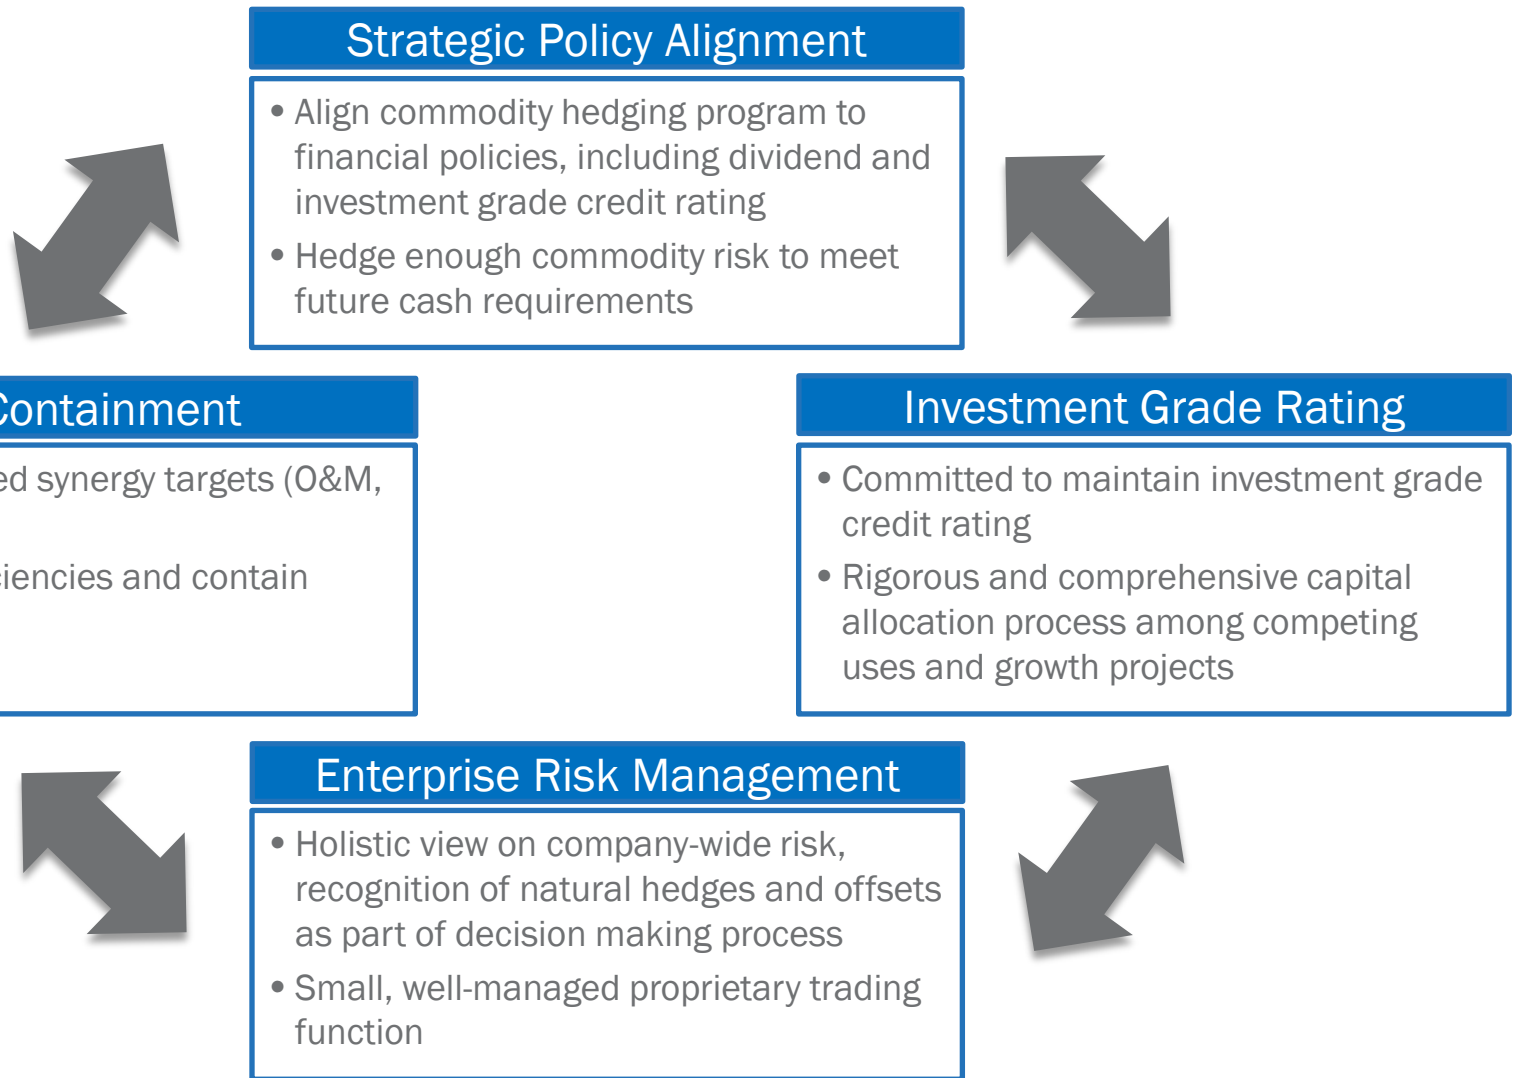 Strategic Policy Alignment
• Align commodity hedging program to
financial policies, including dividend and
investment grade credit rating
• Hedge enough commodity risk to meet
future cash requirements
Containment
synergy targets (O&M,
and contain
Investment Grade Rating
• Committed to maintain investment grade
credit rating
• Rigorous and comprehensive capital
allocation process among competing
uses and growth projects
Enterprise Risk Management
• Holistic view on company-wide risk,
recognition of natural hedges and offsets
as part of decision making process
• Small, well-managed proprietary trading
function